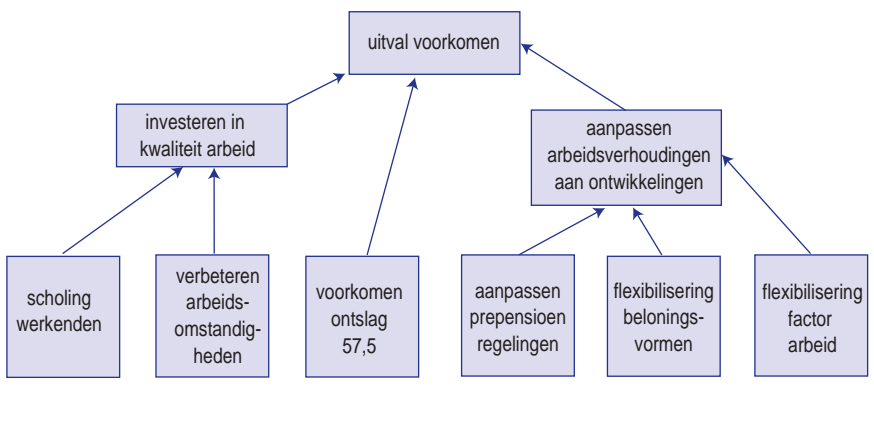 uitval voorkomen
investeren in
kwaliteit arbeid
aanpassen
arbeidsverhoudingen
aan ontwikkelingen
scholing
werkenden
verbeteren
arbeids-
omstandig-
heden
voorkomen
ontslag
57,5
aanpassen
prepensioen
regelingen
flexibilisering
belonings-
vormen
flexibilisering
factor
arbeid